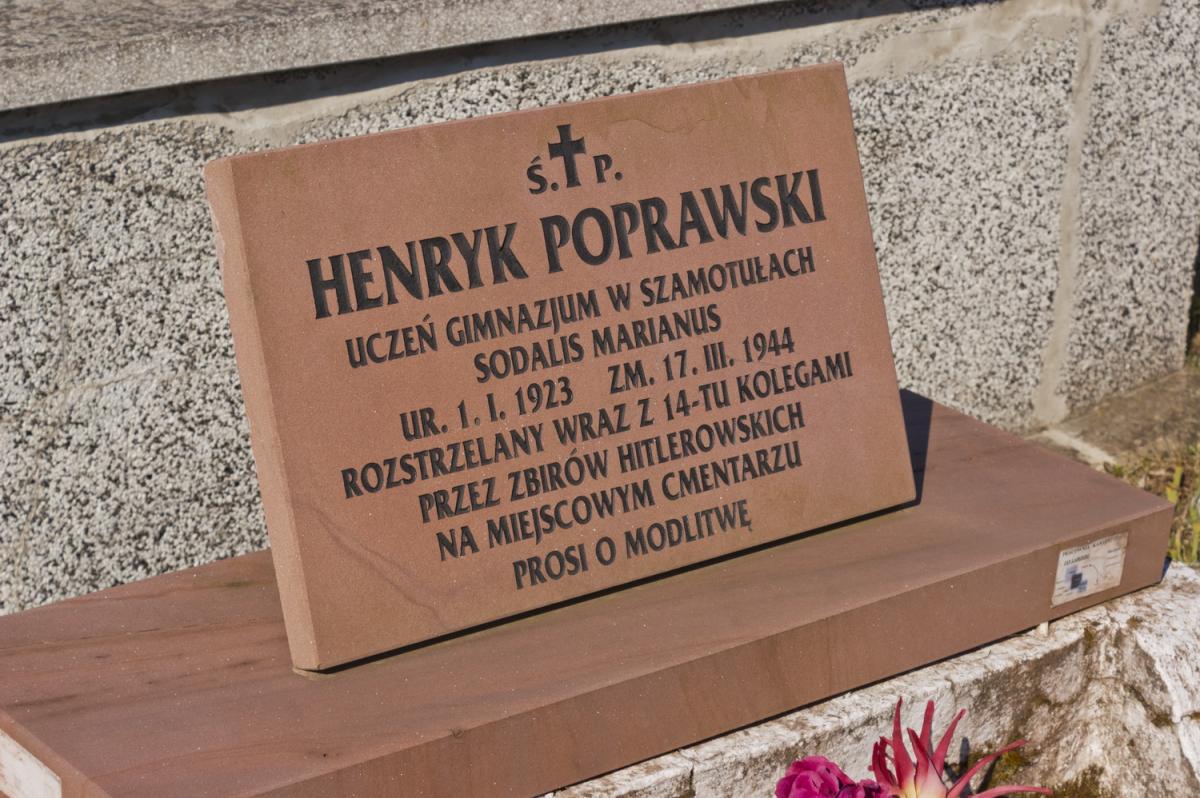 Ś. P.
HENRYK POPRAWSKI
UCZEŃ GIMNAZJUM W SZAMOTUŁACH
SODALIS MARIANUS
UR. 1. I. 1923 ZM. 17. III. 1944
ROZSTRZELANY WRAZ Z 14-TU KOLEGAMI
PRZEZ ZBIRÓW HITLEROWSKICH
NA MIEJSCOWYM CMENTARZU
PROSI O MODLITWĘ